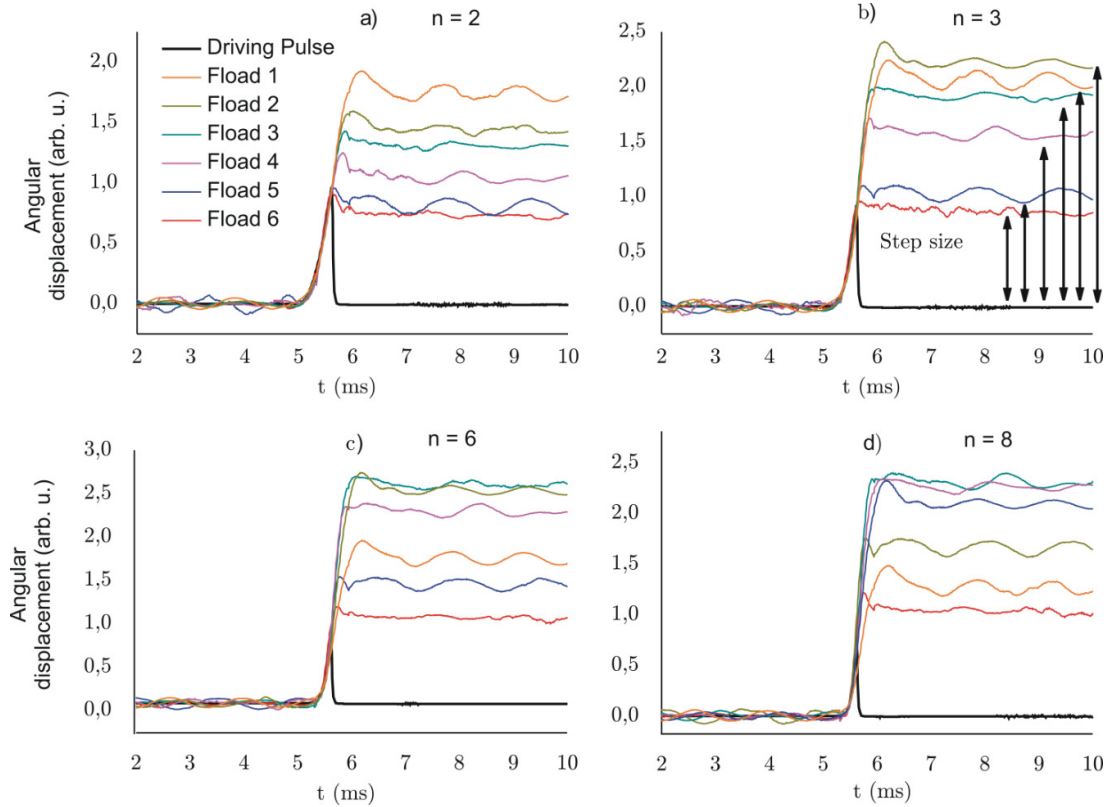 a) n = 2
Driving Pulse
Fload 1
Fload 2
Fload 3
Fload 4
Fload 5
Fload 6
2,0
1,5
1,0
0,5
0,0
Angular
displacement (arb. u.)
2 3 4 5 6 7 8 9 10
t (ms)
b) n = 3
2,5
2,0
1,5
1,0
0,5
0,0
-0,5
Step size
2 3 4 5 6 7 8 9 10
t (ms)
c) n = 6
3,0
2,5
2,0
1,5
1,0
0,5
0,0
Angular
displacement (arb. u.)
2 3 4 5 6 7 8 9 10
t (ms)
d) n = 8
2,5
2,0
1,5
1,0
0,5
0,0
2 3 4 5 6 7 8 9 10
t (ms)